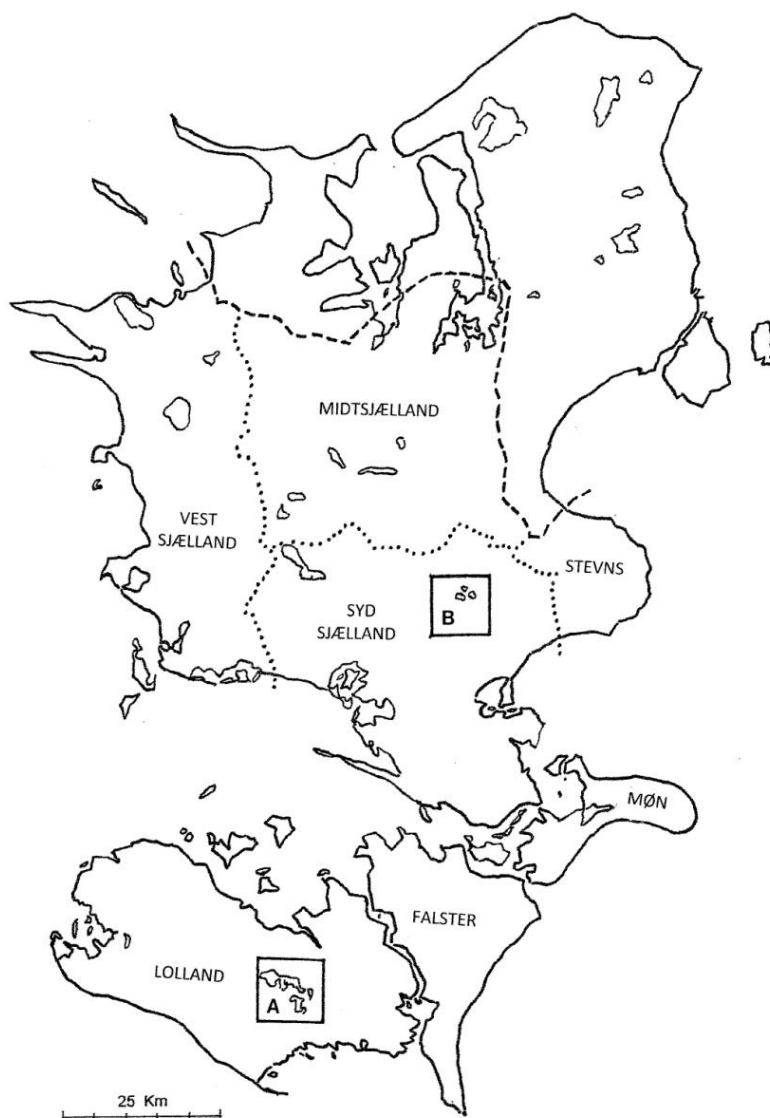 MIDTSJÆLLAND
VEST
SJÆLLAND
STEVNS
B
SYD
SJÆLLAND
MØN
FALSTER
LOLLAND
A
25 Km